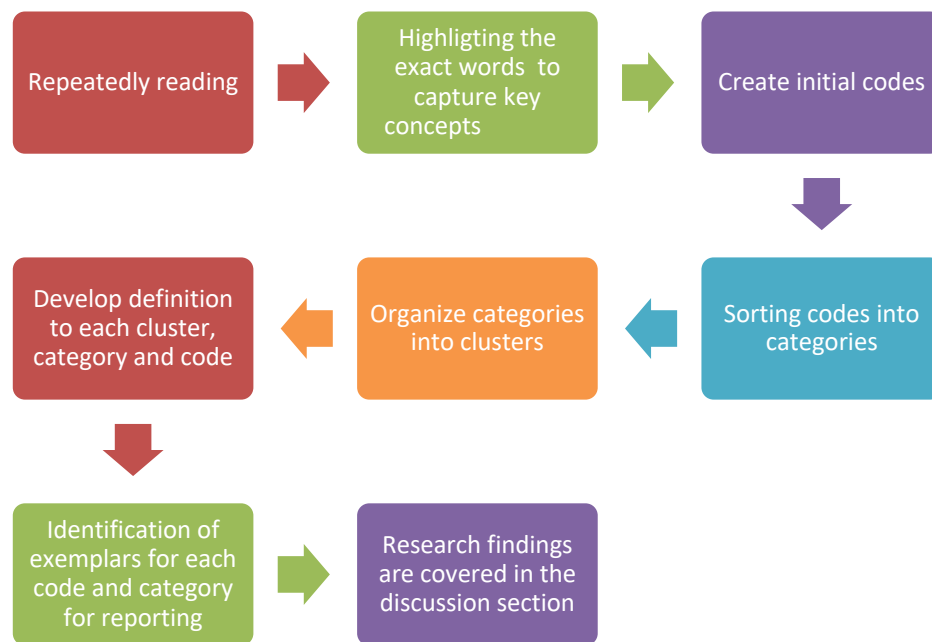 Repeatedly reading
Highligting the
exact words to
capture key
concepts
Create initial codes
Sorting codes into
categories
Organize categories
into clusters
Develop definition
to each cluster,
category and code
Identification of
exemplars for each
code and category
for reporting
Research findings
are covered in the
discussion section